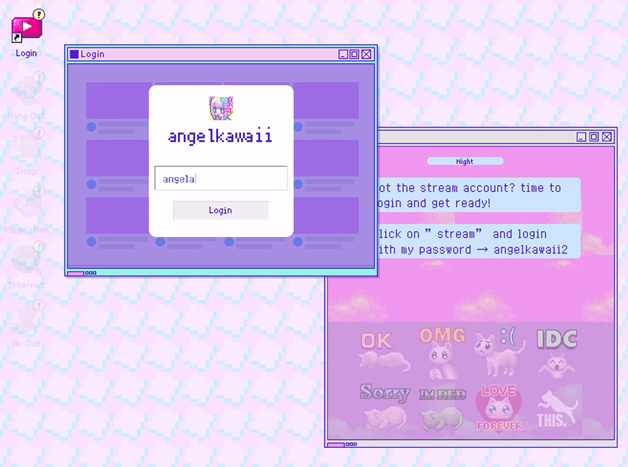 Login
Hang Out
Sleep
Medication
Internet
Go Out
Login
angelkawaii
angela
Login
Night
ot the stream account? time to
ogin and get ready!
lick on " stream" and login
ith my password → angelkawaii2
OK
OMG
:(
IDC
Sorry
LOVE
FOREVER
THIS.